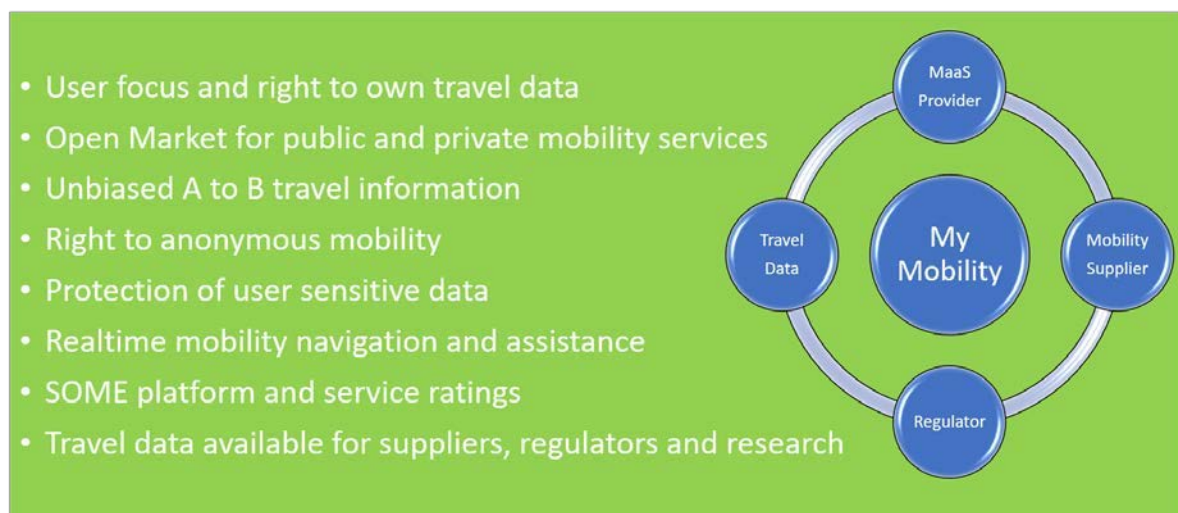 • User focus and right to own travel data
• Open Market for public and private mobility services
• Unbiased A to B travel information
• Right to anonymous mobility
• Protection of user sensitive data
• Realtime mobility navigation and assistance
• SOME platform and service ratings
• Travel data available for suppliers, regulators and research
MaaS
Provider
Travel
Data
My
Mobility
Mobility
Supplier
Regulator